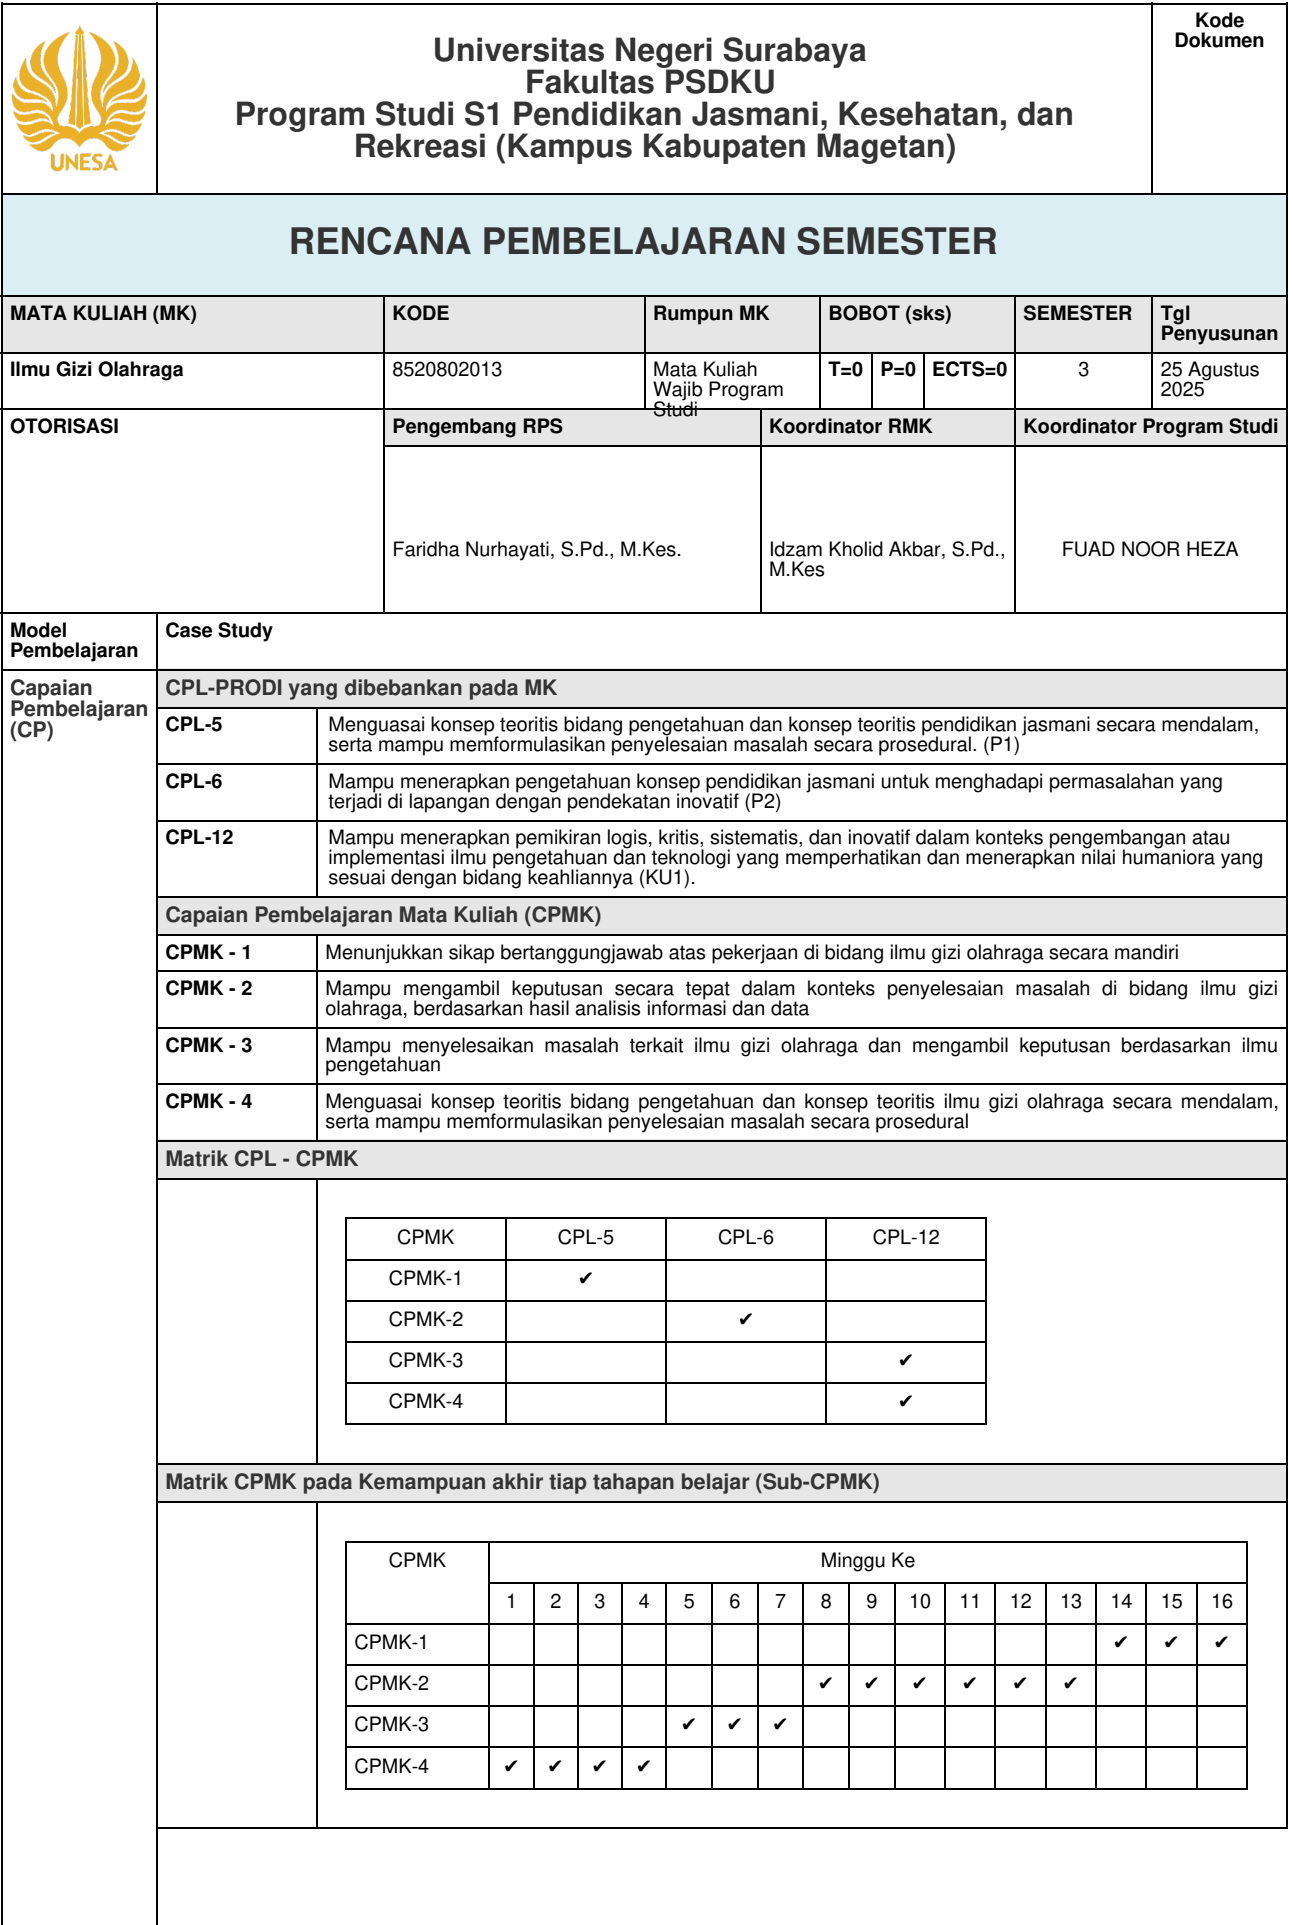 UNESA
Universitas Negeri Surabaya
Fakultas PSDKU
Program Studi S1 Pendidikan Jasmani, Kesehatan, dan
Rekreasi (Kampus Kabupaten Magetan)
Kode
Dokumen
RENCANA PEMBELAJARAN SEMESTER
MATA KULIAH (MK) KODE Rumpun MK BOBOT (sks) SEMESTER Tgl
Penyusunan
Ilmu Gizi Olahraga 8520802013 Mata Kuliah
Wajib Program
Studi
T=0 P=0 ECTS=0 3 25 Agustus
2025
OTORISASI Pengembang RPS Koordinator RMK Koordinator Program Studi
Faridha Nurhayati, S.Pd., M.Kes. Idzam Kholid Akbar, S.Pd.,
M.Kes
FUAD NOOR HEZA
Model
Pembelajaran
Case Study
Capaian
Pembelajaran
(CP)
CPL-PRODI yang dibebankan pada MK
CPL-5 Menguasai konsep teoritis bidang pengetahuan dan konsep teoritis pendidikan jasmani secara mendalam,
serta mampu memformulasikan penyelesaian masalah secara prosedural. (P1)
CPL-6 Mampu menerapkan pengetahuan konsep pendidikan jasmani untuk menghadapi permasalahan yang
terjadi di lapangan dengan pendekatan inovatif (P2)
CPL-12 Mampu menerapkan pemikiran logis, kritis, sistematis, dan inovatif dalam konteks pengembangan atau
implementasi ilmu pengetahuan dan teknologi yang memperhatikan dan menerapkan nilai humaniora yang
sesuai dengan bidang keahliannya (KU1).
Capaian Pembelajaran Mata Kuliah (CPMK)
CPMK - 1 Menunjukkan sikap bertanggungjawab atas pekerjaan di bidang ilmu gizi olahraga secara mandiri
CPMK - 2 Mampu mengambil keputusan secara tepat dalam konteks penyelesaian masalah di bidang ilmu gizi
olahraga, berdasarkan hasil analisis informasi dan data
CPMK - 3 Mampu menyelesaikan masalah terkait ilmu gizi olahraga dan mengambil keputusan berdasarkan ilmu
pengetahuan
CPMK - 4 Menguasai konsep teoritis bidang pengetahuan dan konsep teoritis ilmu gizi olahraga secara mendalam,
serta mampu memformulasikan penyelesaian masalah secara prosedural
Matrik CPL - CPMK
CPMK CPL-5 CPL-6 CPL-12
CPMK-1 ✔
CPMK-2 ✔
CPMK-3 ✔
CPMK-4 ✔
Matrik CPMK pada Kemampuan akhir tiap tahapan belajar (Sub-CPMK)
CPMK Minggu Ke
1 2 3 4 5 6 7 8 9 10 11 12 13 14 15 16
CPMK-1 ✔ ✔ ✔
CPMK-2 ✔ ✔ ✔ ✔ ✔ ✔
CPMK-3 ✔ ✔ ✔
CPMK-4 ✔ ✔ ✔ ✔